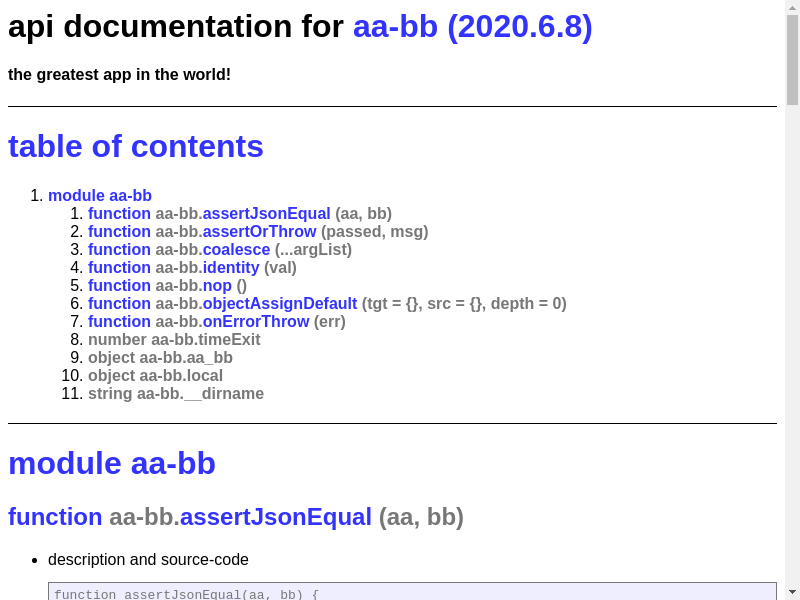 api documentation for aa-bb (2020.6.8)
the greatest app in the world!
table of contents
1. module aa-bb
1. function aa-bb.assertJsonEqual (aa, bb)
2. function aa-bb.assertOrThrow (passed, msg)
3. function aa-bb.coalesce (...argList)
4. function aa-bb.identity (val)
5. function aa-bb.nop ()
6. function aa-bb.objectAssignDefault (tgt = {}, src = {}, depth = 0)
7. function aa-bb.onErrorThrow (err)
8. number aa-bb.timeExit
9. object aa-bb.aa_bb
10. object aa-bb.local
11. string aa-bb.__dirname
module aa-bb
function aa-bb.assertJsonEqual (aa, bb)
• description and source-code
function assertJsonEqual(aa, bb) {